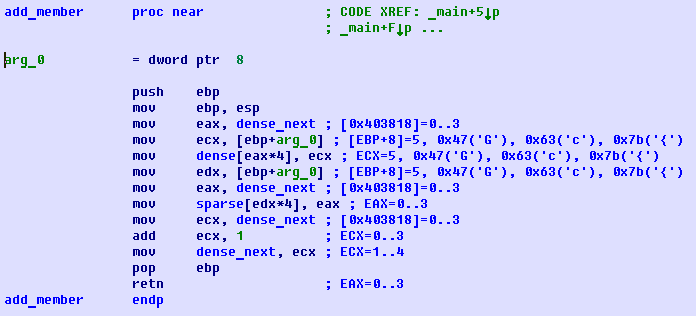 add_member proc near ; CODE XREF: _main+5↓p
; _main+F↓p ...
arg_0 = dword ptr 8
push ebp
mov ebp, esp
mov eax, dense_next ; [0x403818]=0..3
mov ecx, [ebp+arg_0] ; [EBP+8]=5, 0x47('G'), 0x63('c'), 0x7b('{')
mov dense[eax*4], ecx ; ECX=5, 0x47('G'), 0x63('c'), 0x7b('{')
mov edx, [ebp+arg_0] ; [EBP+8]=5, 0x47('G'), 0x63('c'), 0x7b('{')
mov eax, dense_next ; [0x403818]=0..3
mov sparse[edx*4], eax ; EAX=0..3
mov ecx, dense_next ; [0x403818]=0..3
add ecx, 1 ; ECX=0..3
mov dense_next, ecx ; ECX=1..4
pop ebp
retn ; EAX=0..3
add_member endp